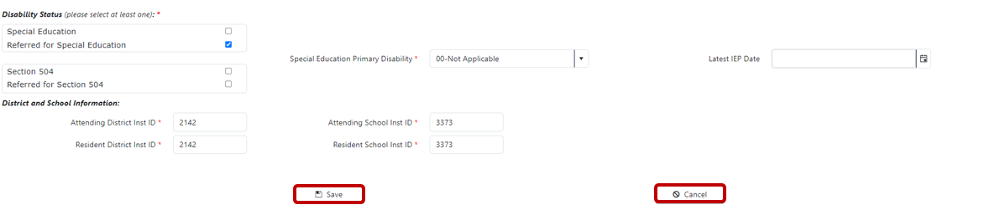 Disability Status (please select at least one): *
Special Education
Referred for Special Education
Special Education Primary Disability * 00-Not Applicable Latest IEP Date
Section 504
Referred for Section 504
District and School Information:
Attending District Inst ID * 2142 Attending School Inst ID * 3373
Resident District Inst ID * 2142 Resident School Inst ID * 3373
Save Cancel